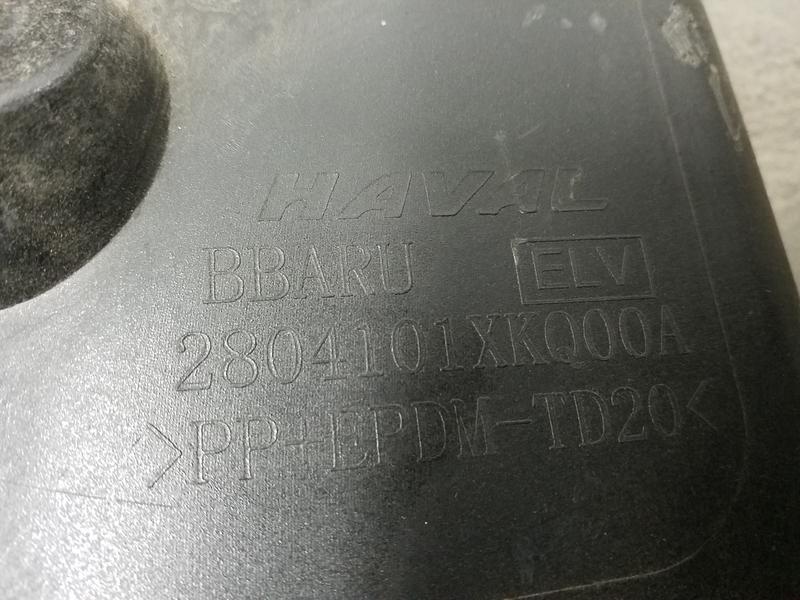 HAVAL
BBARU ELV
2804101XKQ00A
>PP+EPDM-TD20<